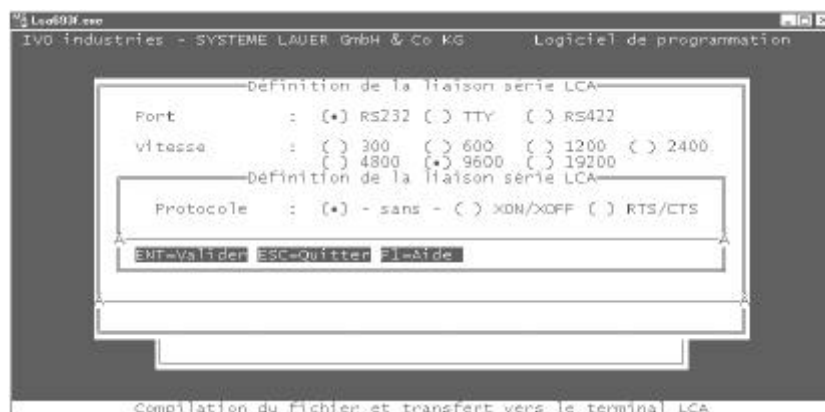 Lca693f.exe
IVO industries - SYSTEME LAUER GmbH & Co KG Logiciel de programmation
Définition de la liaison série LCA
Port : (•) RS232 ( ) TTY ( ) RS422
Vitesse : ( ) 300 ( ) 600 ( ) 1200 ( ) 2400
( ) 4800 (•) 9600 ( ) 19200
Définition de la liaison série LCA
Protocole : (•) - sans - ( ) XON/XOFF ( ) RTS/CTS
ENT=Valider ESC=Quitter F1=Aide
Compilation du fichier et transfert vers le terminal LCA